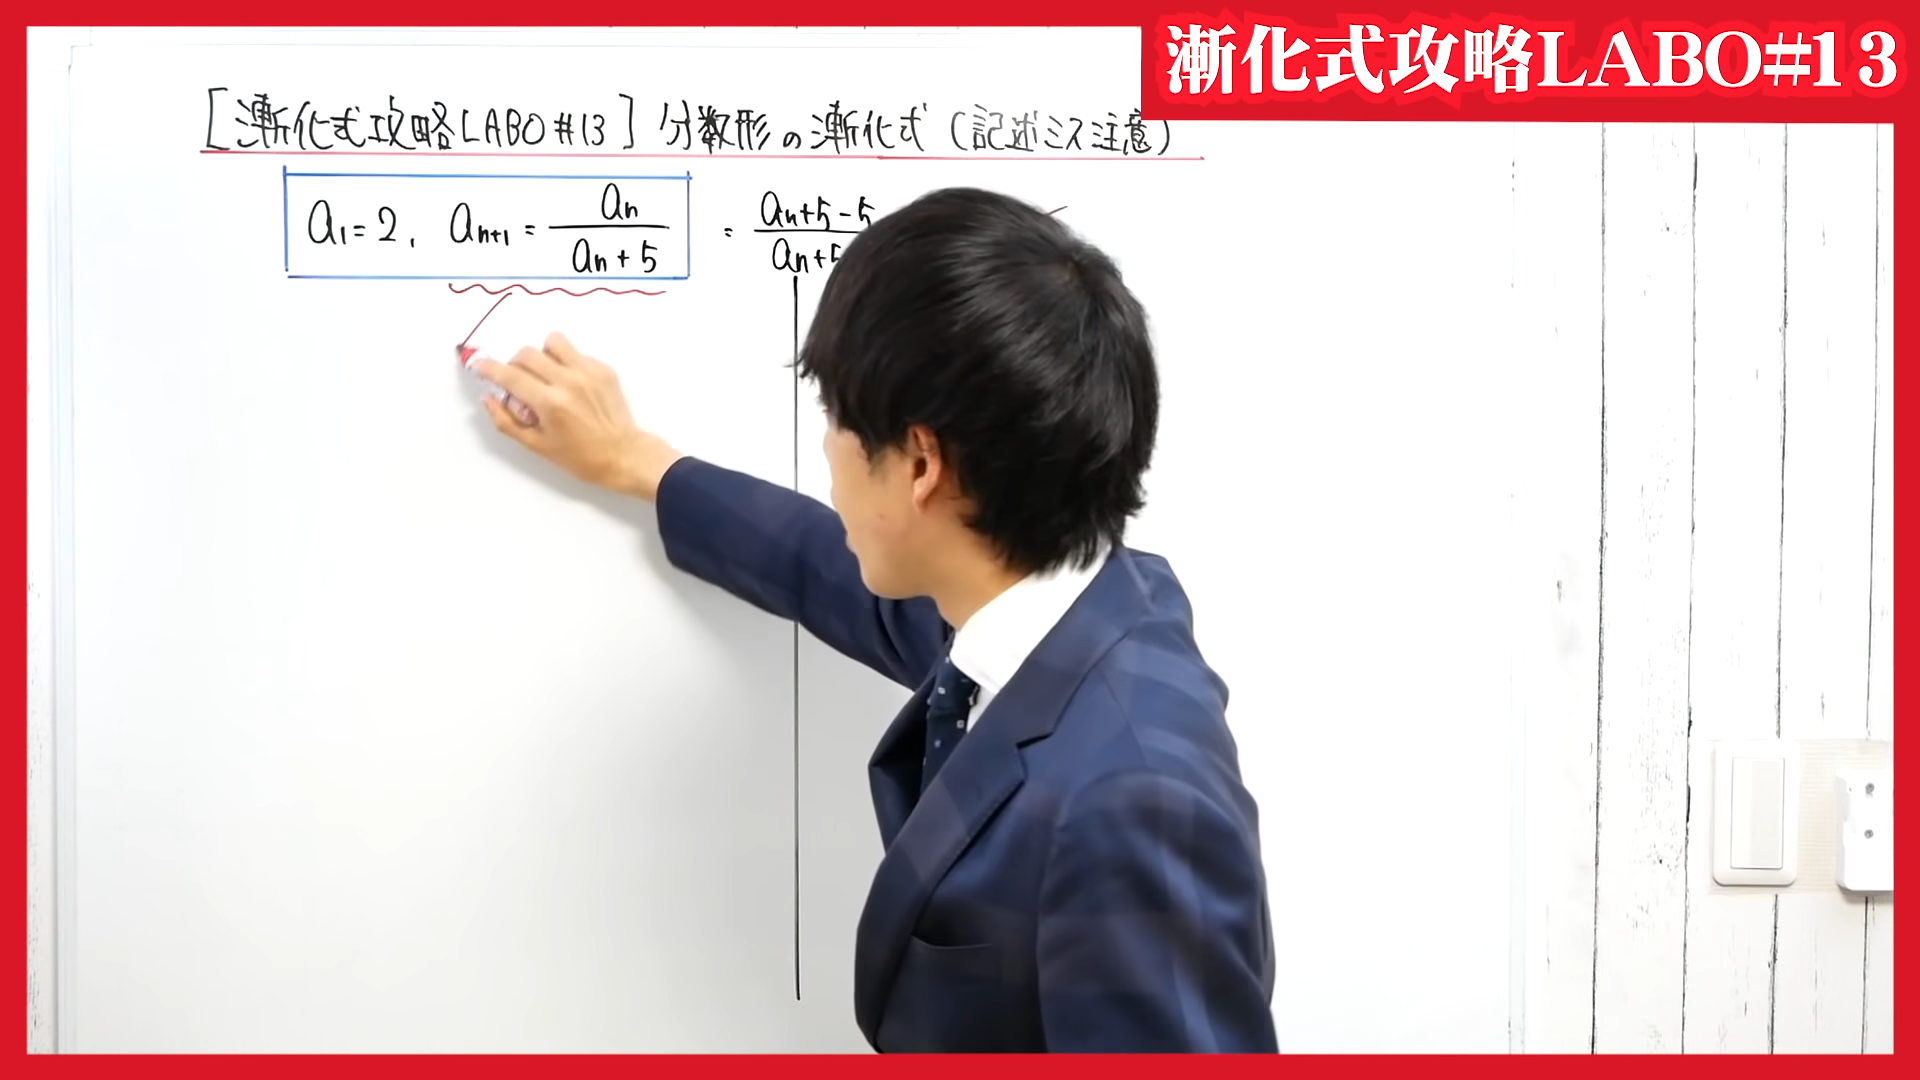 漸化式攻略LABO#13
[漸化式攻略LABO#13] 分数形の漸化式 (記述ミス注意)
a₁=2, aₙ₊₁ = aₙ/(aₙ+5) = (aₙ+5-5)/(aₙ+5